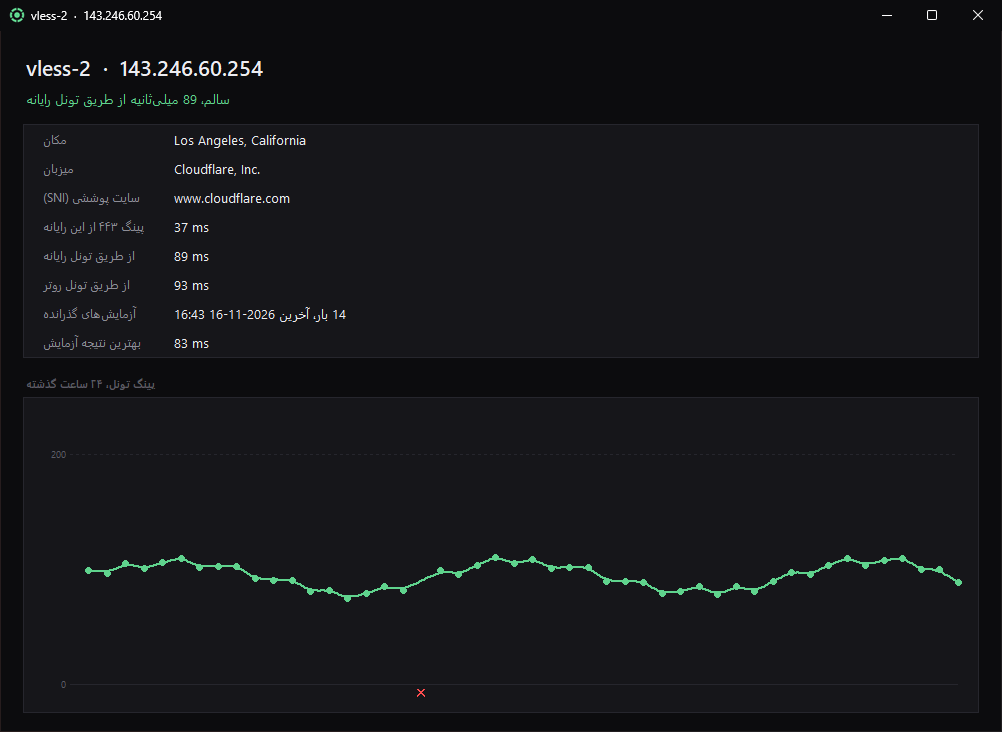 vless-2 · 143.246.60.254
vless-2 · 143.246.60.254
سالم، 89 میلی‌ثانیه از طریق تونل رایانه
مکان Los Angeles, California
میزبان Cloudflare, Inc.
سایت پوششی (SNI) www.cloudflare.com
پینگ ۴۴۳ از این رایانه 37 ms
از طریق تونل رایانه 89 ms
از طریق تونل روتر 93 ms
آزمایش‌های گذرانده 14 بار، آخرین 2026-11-16 16:43
بهترین نتیجه آزمایش 83 ms
پینگ تونل، ۲۴ ساعت گذشته
200
0